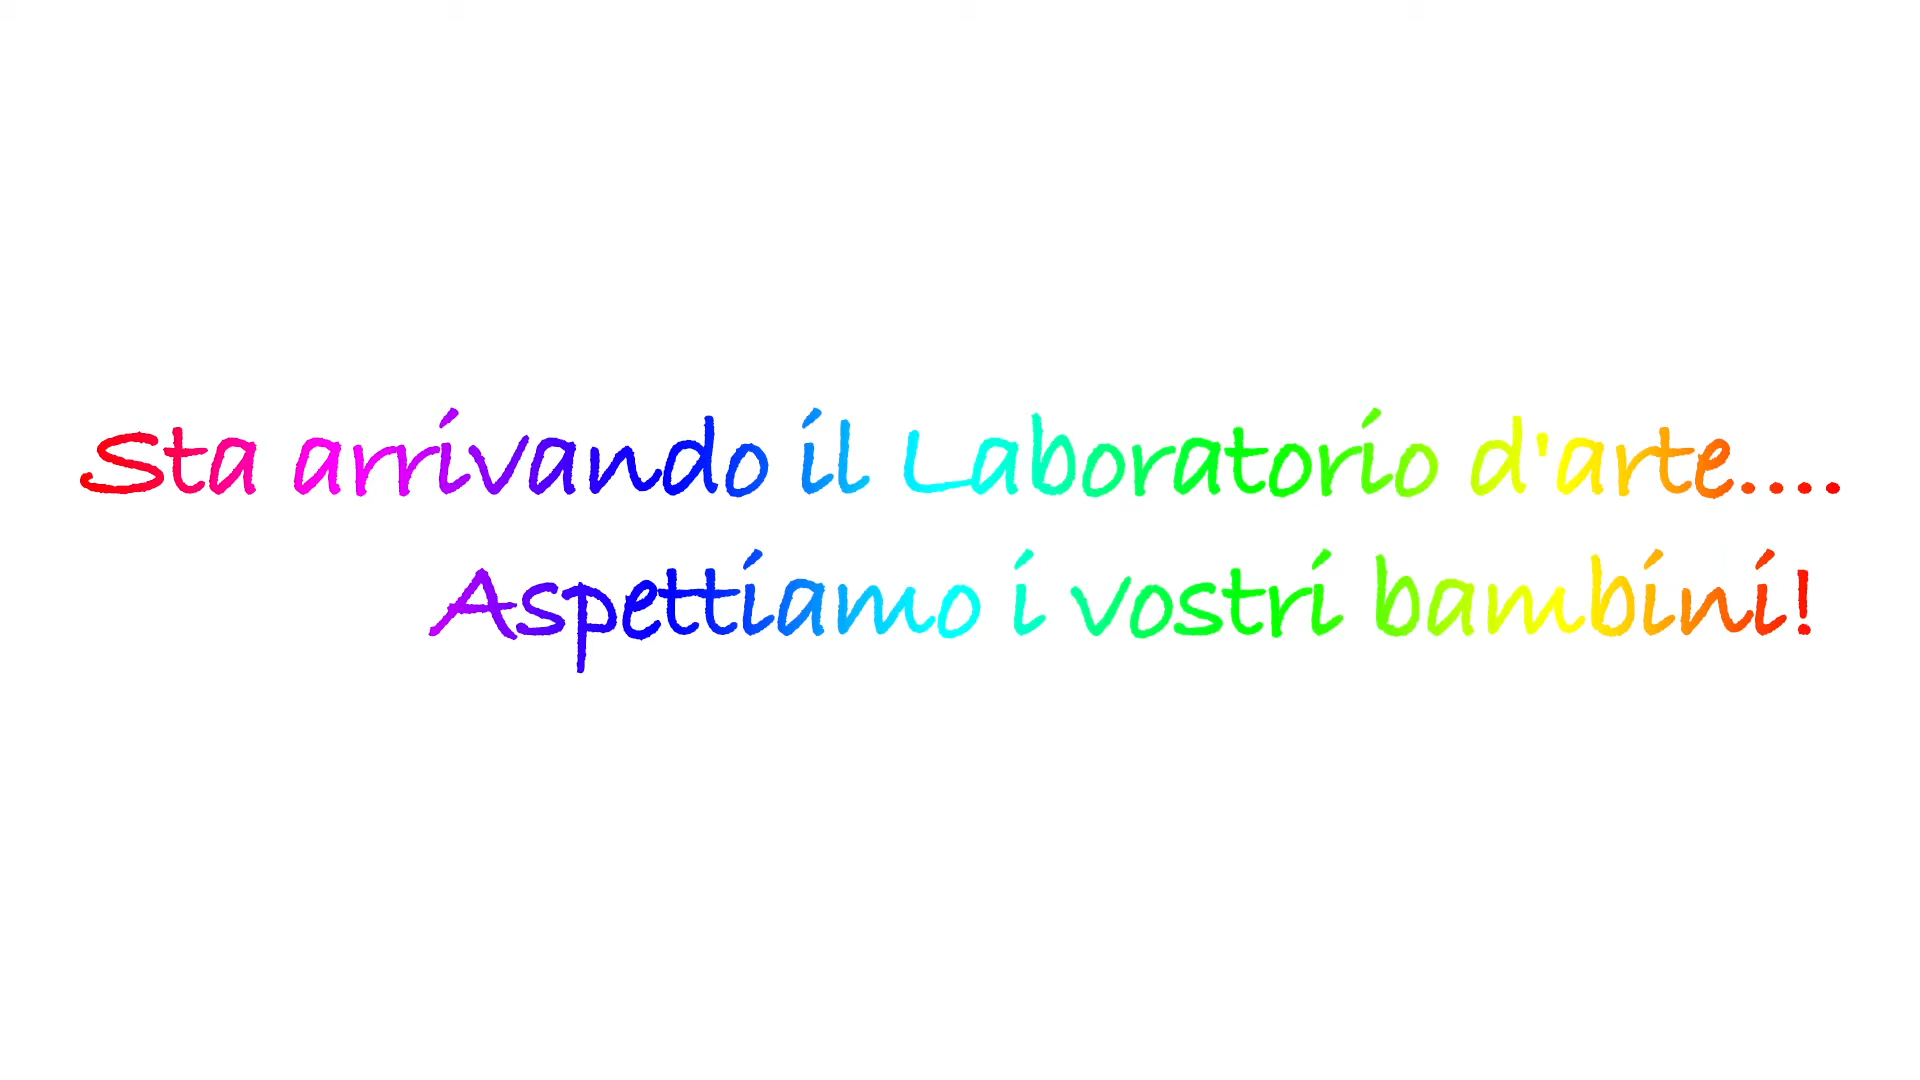 Sta arrivando il Laboratorio d'arte....
Aspettiamo i vostri bambini!